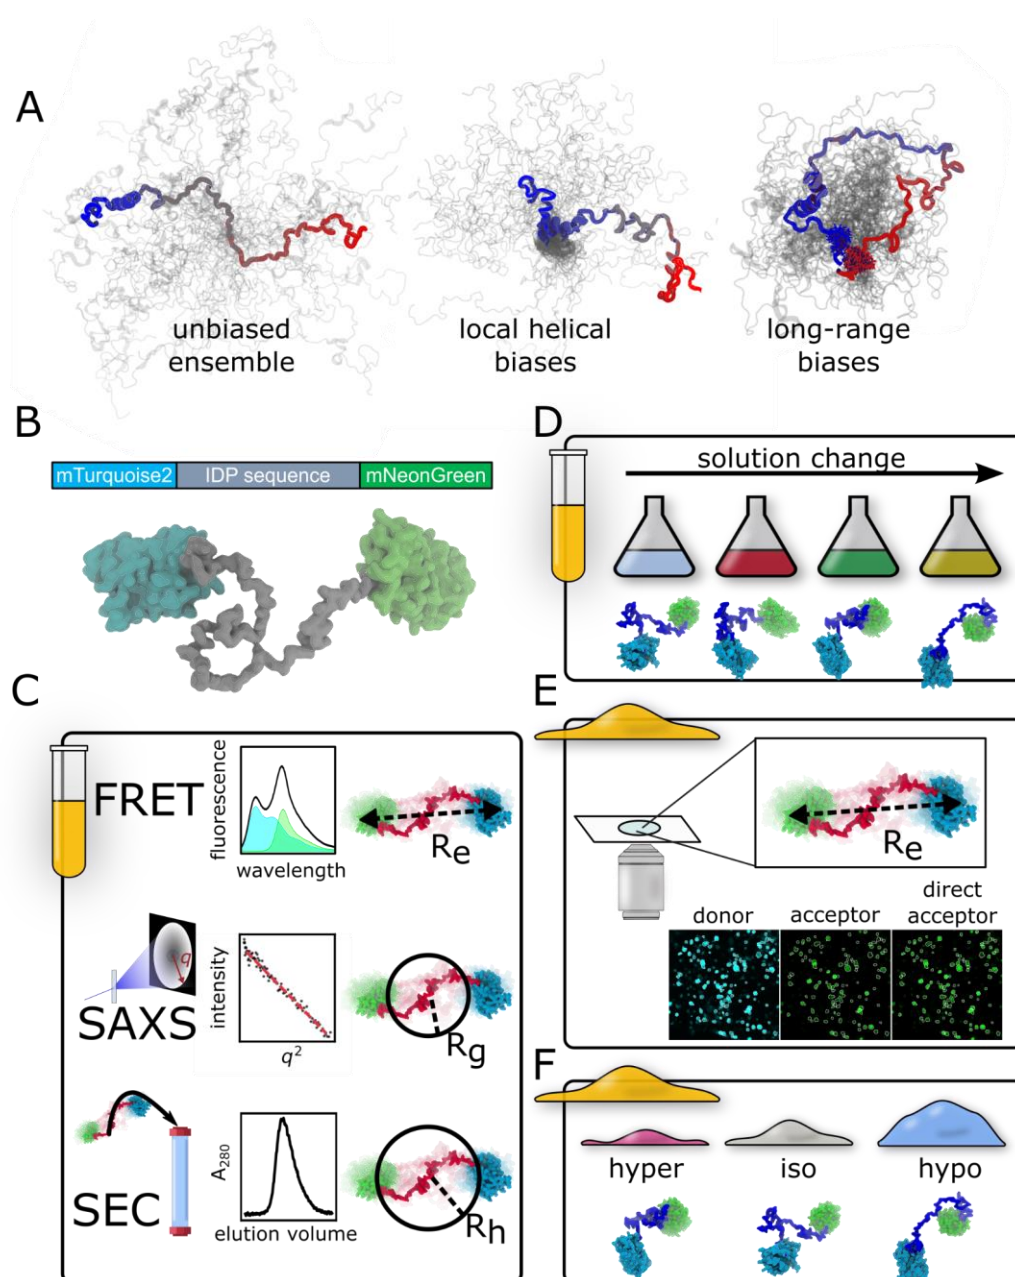 A
unbiased
ensemble
local helical
biases
long-range
biases
B
mTurquoise2
IDP sequence
mNeonGreen
C
FRET
fluorescence
wavelength
Re
SAXS
q
intensity
q²
Rg
SEC
A₂₈₀
elution volume
Rh
D
solution change
E
Re
donor
acceptor
direct
acceptor
F
hyper
iso
hypo